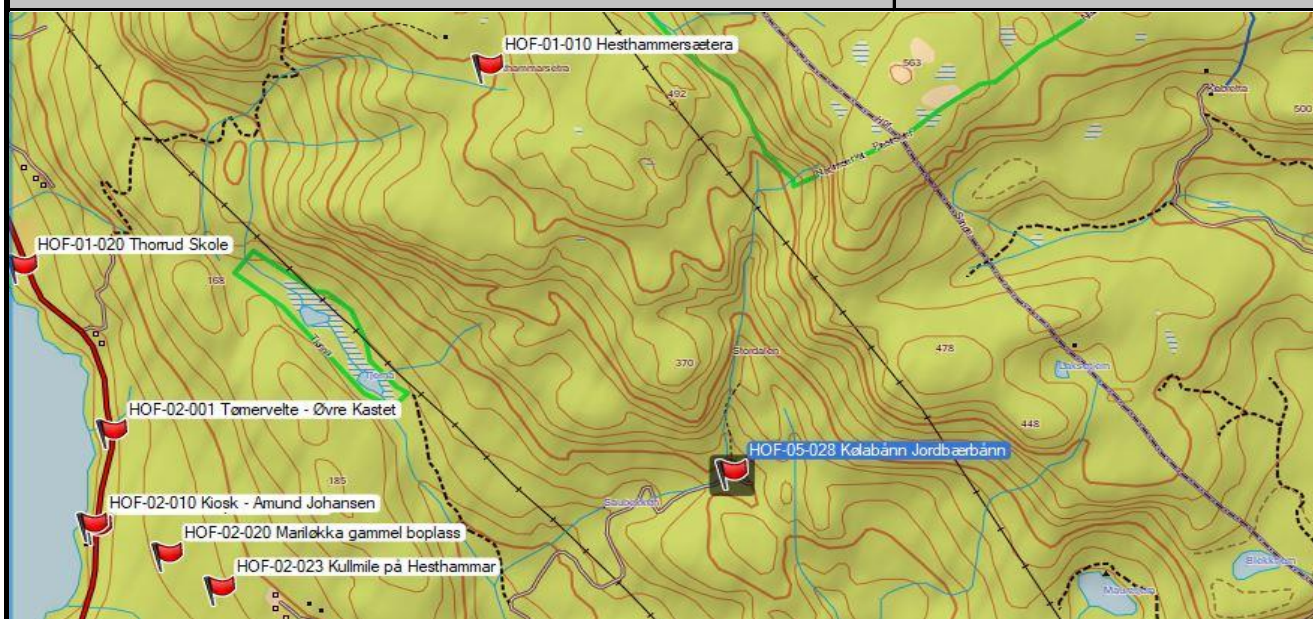 HOF-01-010 Hesthammersætera
563
492
500
HOF-01-020 Thorrud Skole
168
Tjørna
370
Stordalen
478
448
HOF-02-001 Tømmervelte - Øvre Kastet
HOF-05-028 Kølabånn Jordbærbånn
185
HOF-02-010 Kiosk - Amund Johansen
HOF-02-020 Mariløkka gammel boplass
HOF-02-023 Kullmile på Hesthammar